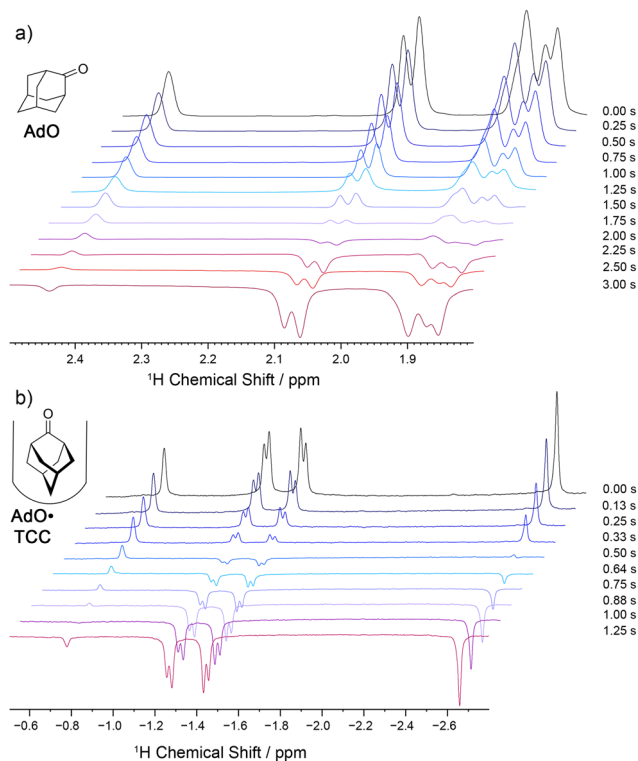 a)
AdO
O
0.00 s
0.25 s
0.50 s
0.75 s
1.00 s
1.25 s
1.50 s
1.75 s
2.00 s
2.25 s
2.50 s
3.00 s
2.4 2.3 2.2 2.1 2.0 1.9
¹H Chemical Shift / ppm
b)
O
AdO•
TCC
0.00 s
0.13 s
0.25 s
0.33 s
0.50 s
0.64 s
0.75 s
0.88 s
1.00 s
1.25 s
−0.6 −0.8 −1.0 −1.2 −1.4 −1.6 −1.8 −2.0 −2.2 −2.4 −2.6
¹H Chemical Shift / ppm